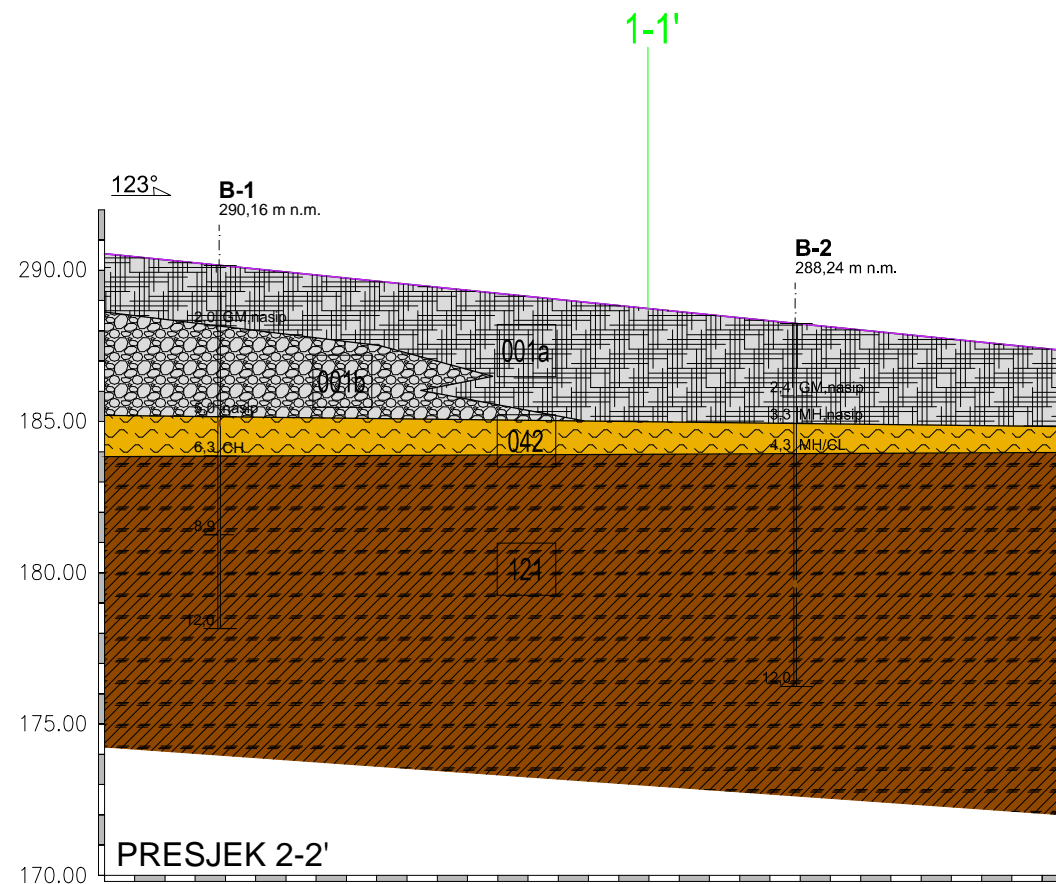 1-1'
123°
B-1
290,16 m n.m.
B-2
288,24 m n.m.
290.00
2,0 GM,nasip
001a
001b
2,4 GM,nasip
5,0 nasip
3,3 MH,nasip
185.00
042
6,3 CH
4,3 MH/CL
8,9
180.00
121
12,0
12,0
175.00
PRESJEK 2-2'
170.00